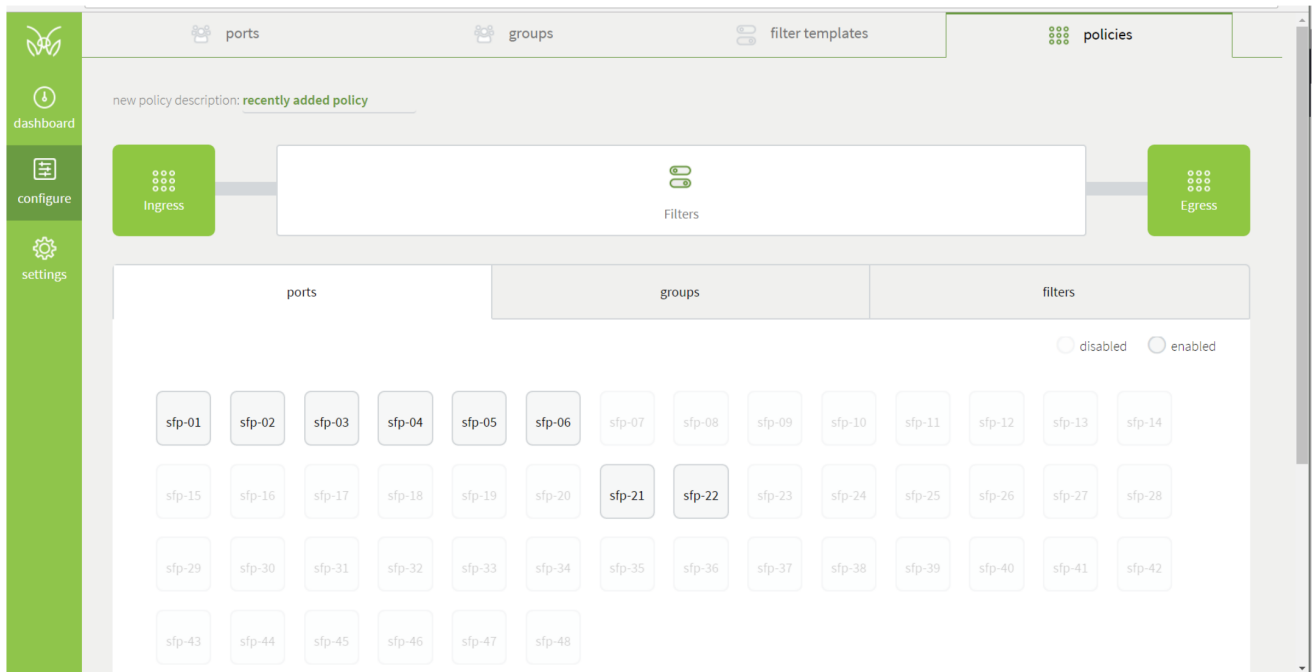 ports groups filter templates policies
dashboard
configure
settings
new policy description: recently added policy
Ingress
Filters
Egress
ports groups filters
disabled enabled
sfp-01 sfp-02 sfp-03 sfp-04 sfp-05 sfp-06 sfp-07 sfp-08 sfp-09 sfp-10 sfp-11 sfp-12 sfp-13 sfp-14
sfp-15 sfp-16 sfp-17 sfp-18 sfp-19 sfp-20 sfp-21 sfp-22 sfp-23 sfp-24 sfp-25 sfp-26 sfp-27 sfp-28
sfp-29 sfp-30 sfp-31 sfp-32 sfp-33 sfp-34 sfp-35 sfp-36 sfp-37 sfp-38 sfp-39 sfp-40 sfp-41 sfp-42
sfp-43 sfp-44 sfp-45 sfp-46 sfp-47 sfp-48